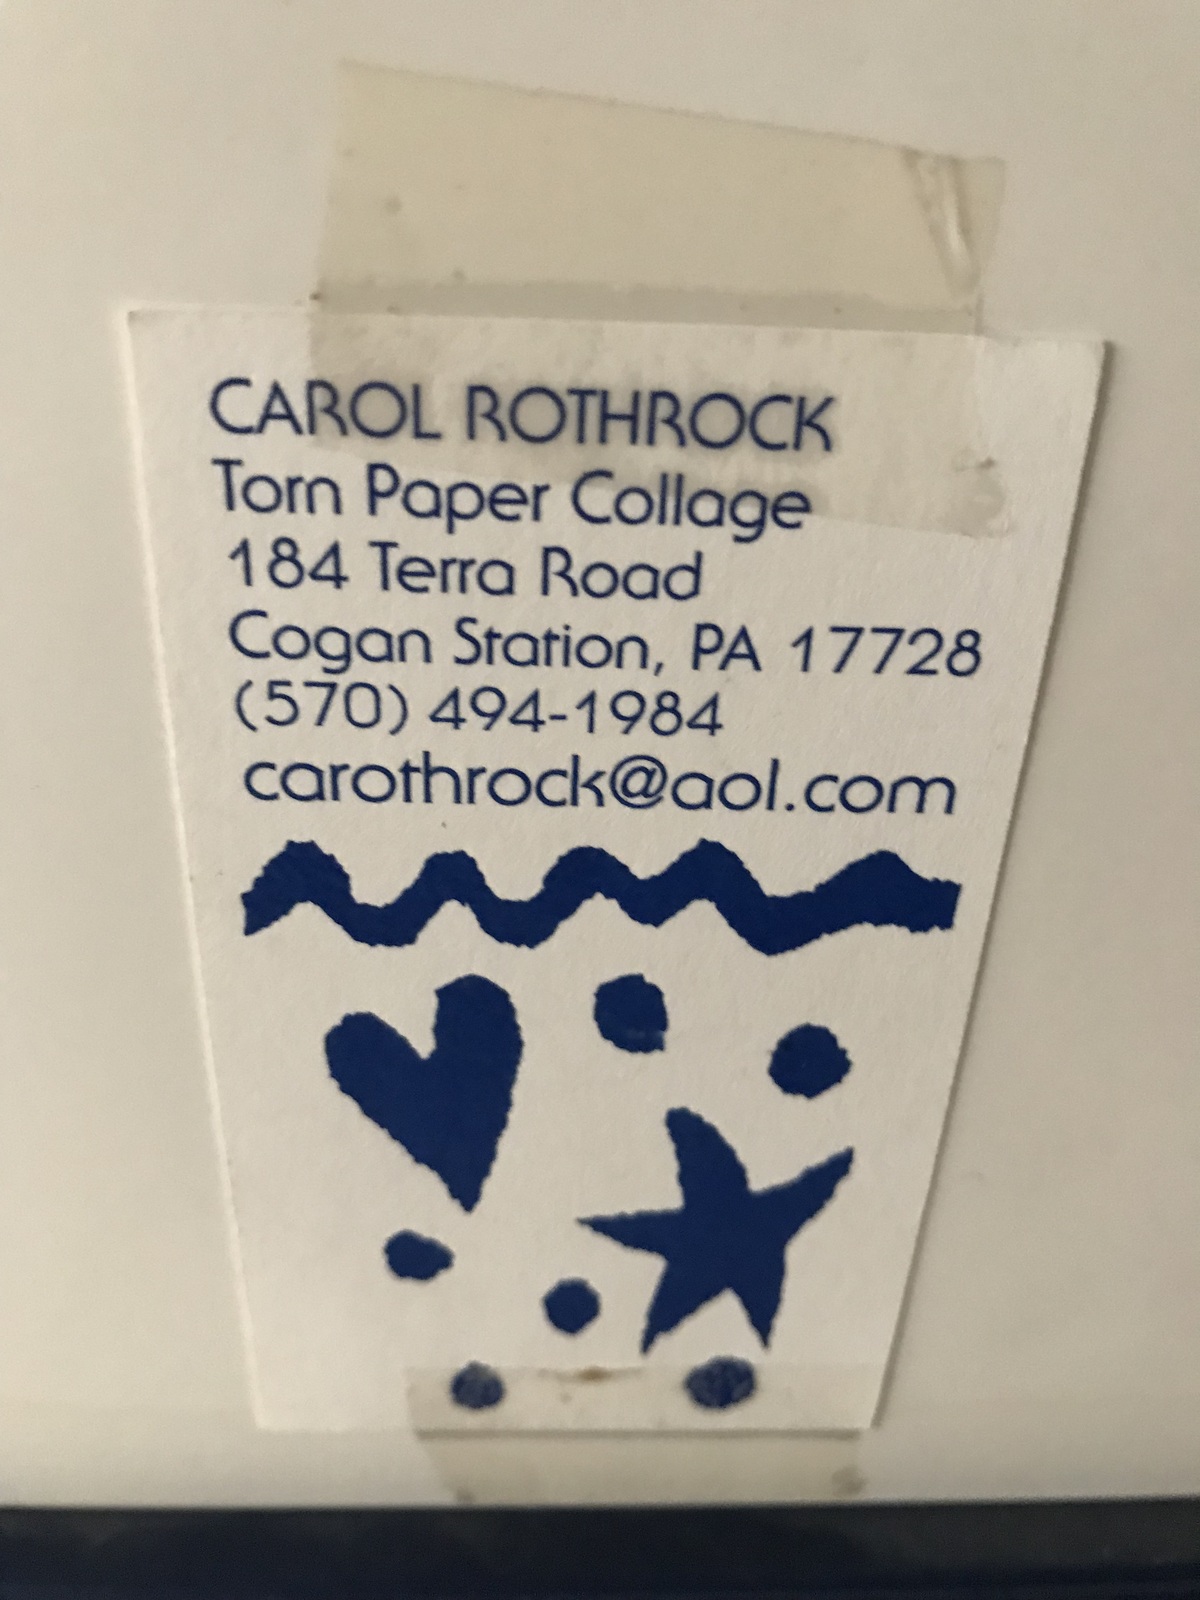 CAROL ROTHROCK
Torn Paper Collage
184 Terra Road
Cogan Station, PA 17728
(570) 494-1984
carothrock@aol.com